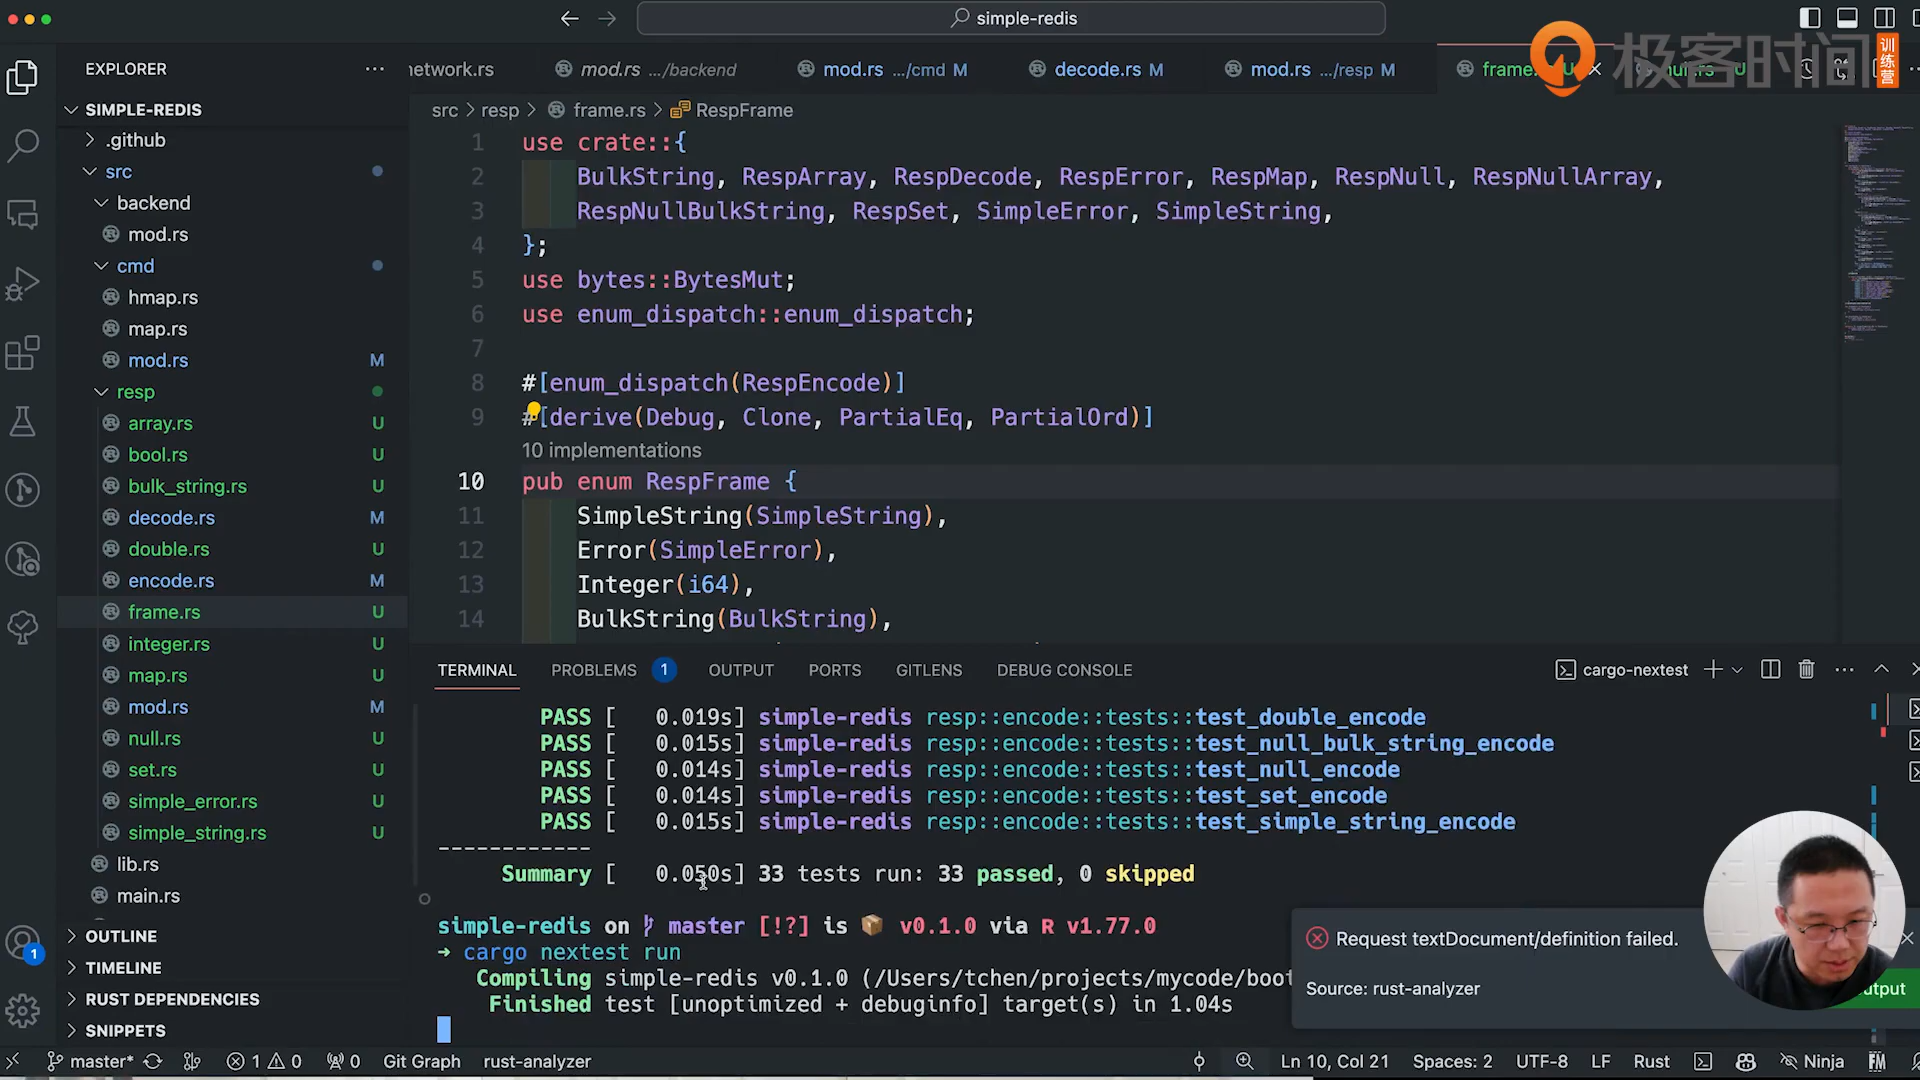 simple-redis
EXPLORER
network.rs
mod.rs .../backend
mod.rs .../cmd M
decode.rs M
mod.rs .../resp M
极客时间 训练营
SIMPLE-REDIS
.github
src
backend
mod.rs
cmd
hmap.rs
map.rs
mod.rs M
resp
array.rs U
bool.rs U
bulk_string.rs U
decode.rs M
double.rs U
encode.rs M
frame.rs U
integer.rs U
map.rs U
mod.rs M
null.rs U
set.rs U
simple_error.rs U
simple_string.rs U
lib.rs
main.rs
OUTLINE
TIMELINE
RUST DEPENDENCIES
SNIPPETS
src > resp > frame.rs > RespFrame
1 use crate::{
2 BulkString, RespArray, RespDecode, RespError, RespMap, RespNull, RespNullArray,
3 RespNullBulkString, RespSet, SimpleError, SimpleString,
4 };
5 use bytes::BytesMut;
6 use enum_dispatch::enum_dispatch;
7
8 #[enum_dispatch(RespEncode)]
9 #[derive(Debug, Clone, PartialEq, PartialOrd)]
10 implementations
10 pub enum RespFrame {
11 SimpleString(SimpleString),
12 Error(SimpleError),
13 Integer(i64),
14 BulkString(BulkString),
TERMINAL PROBLEMS 1 OUTPUT PORTS GITLENS DEBUG CONSOLE cargo-nextest
PASS [ 0.019s] simple-redis resp::encode::tests::test_double_encode
PASS [ 0.015s] simple-redis resp::encode::tests::test_null_bulk_string_encode
PASS [ 0.014s] simple-redis resp::encode::tests::test_null_encode
PASS [ 0.014s] simple-redis resp::encode::tests::test_set_encode
PASS [ 0.015s] simple-redis resp::encode::tests::test_simple_string_encode
------------
Summary [ 0.050s] 33 tests run: 33 passed, 0 skipped
simple-redis on master [!?] is 📦 v0.1.0 via R v1.77.0
➜ cargo nextest run
Compiling simple-redis v0.1.0 (/Users/tchen/projects/mycode/boot
Finished test [unoptimized + debuginfo] target(s) in 1.04s
Request textDocument/definition failed.
Source: rust-analyzer
1
master* 1 0 0 Git Graph rust-analyzer Ln 10, Col 21 Spaces: 2 UTF-8 LF Rust Ninja